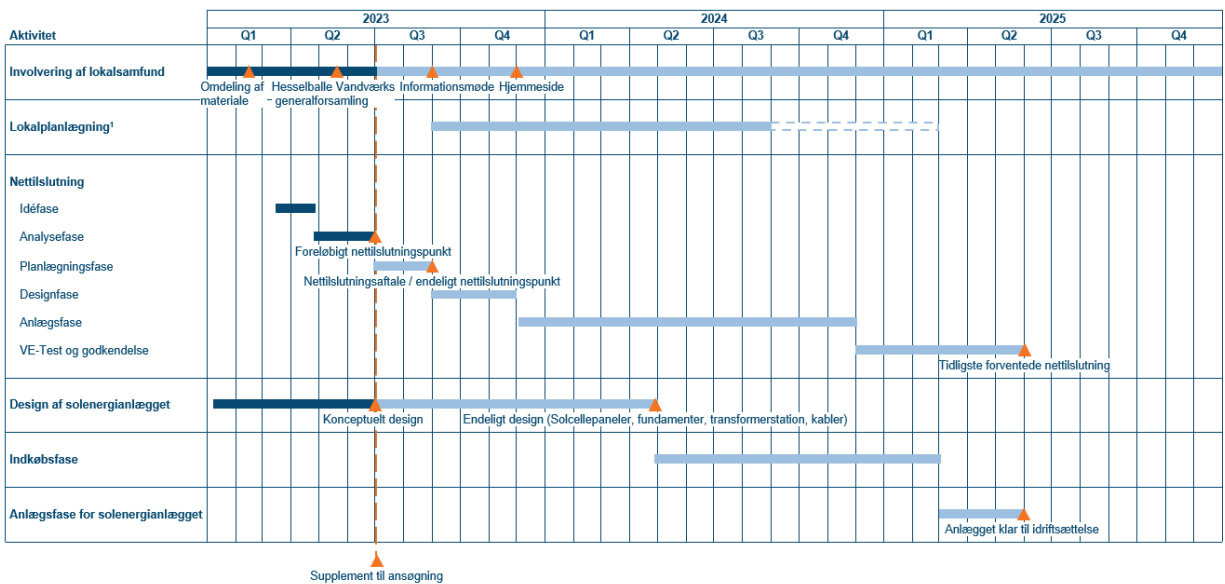 2023 2024 2025
Aktivitet Q1 Q2 Q3 Q4 Q1 Q2 Q3 Q4 Q1 Q2 Q3 Q4
Involvering af lokalsamfund
Omdeling af Hesselballe Vandværks Informationsmøde Hjemmeside
materiale - generalforsamling
Lokalplanlægning¹
Nettilslutning
Idéfase
Analysefase
Foreløbigt nettilslutningspunkt
Planlægningsfase
Nettilslutningsaftale / endeligt nettilslutningspunkt
Designfase
Anlægsfase
VE-Test og godkendelse
Tidligste forventede nettilslutning
Design af solenergianlægget
Konceptuelt design Endeligt design (Solcellepaneler, fundamenter, transformerstation, kabler)
Indkøbsfase
Anlægsfase for solenergianlægget
Anlægget klar til idriftsættelse
Supplement til ansøgning